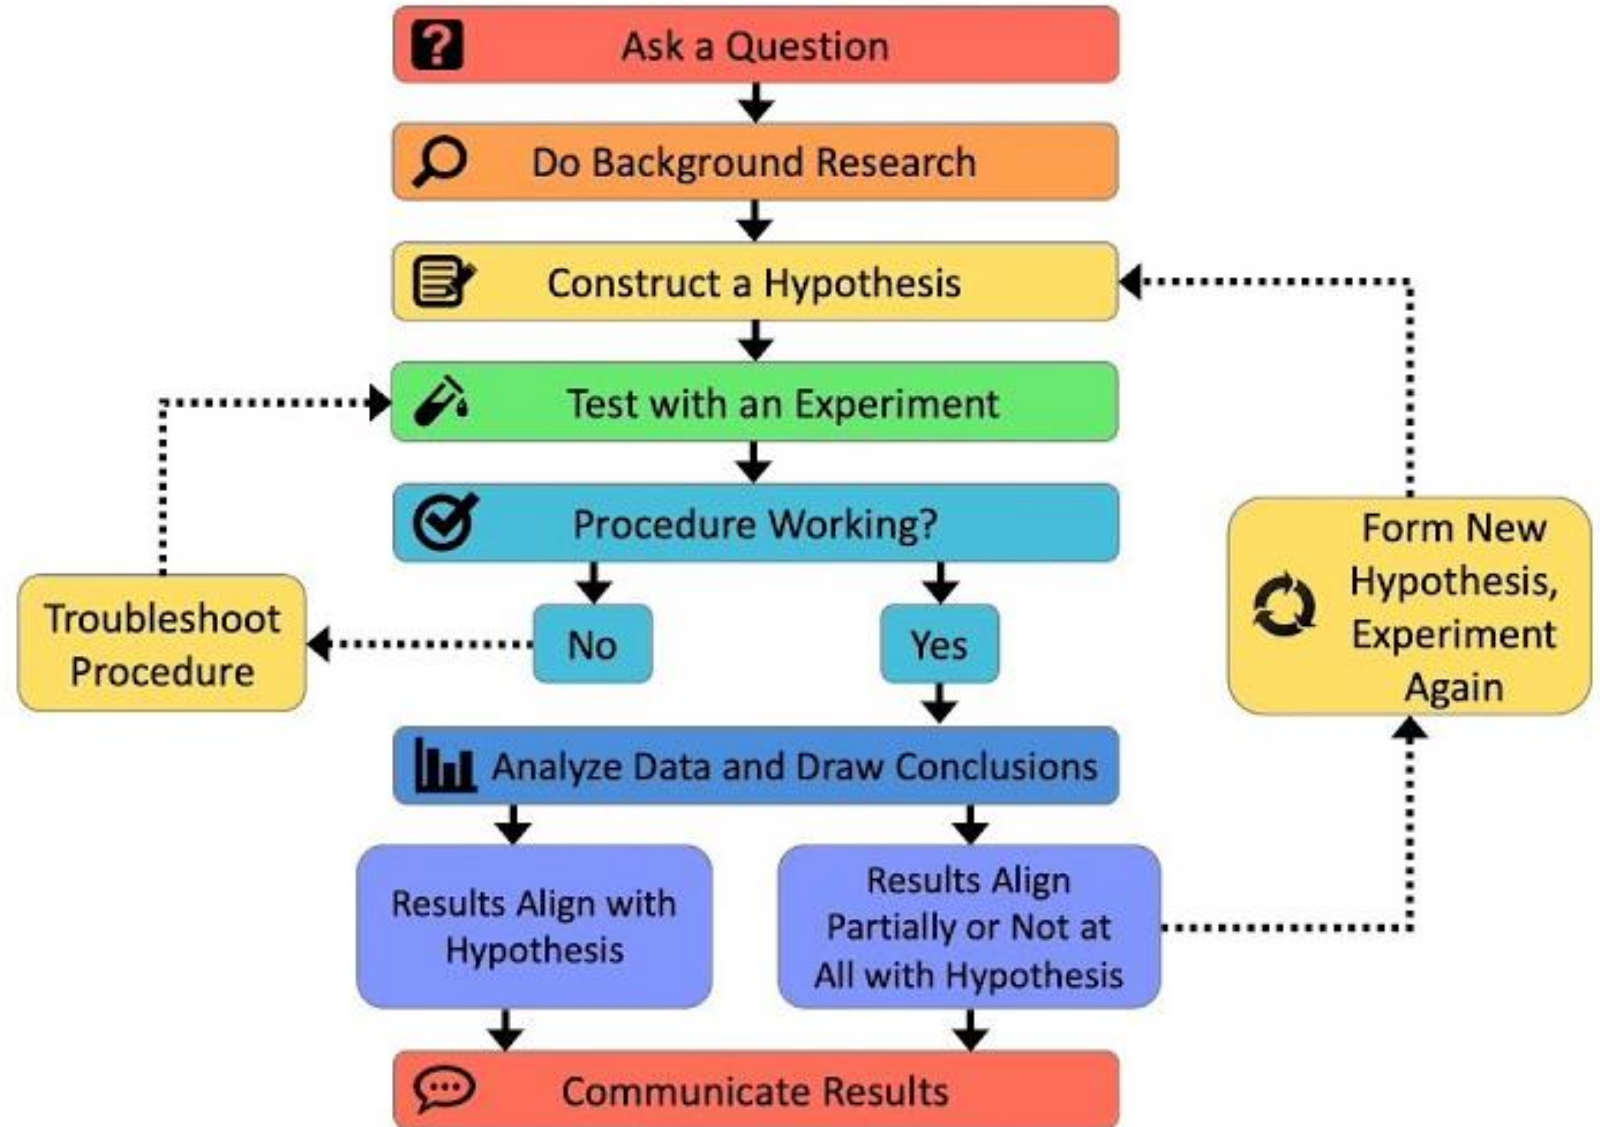 Ask a Question
Do Background Research
Construct a Hypothesis
Test with an Experiment
Procedure Working?
No
Yes
Troubleshoot
Procedure
Form New
Hypothesis,
Experiment
Again
Analyze Data and Draw Conclusions
Results Align with
Hypothesis
Results Align
Partially or Not at
All with Hypothesis
Communicate Results